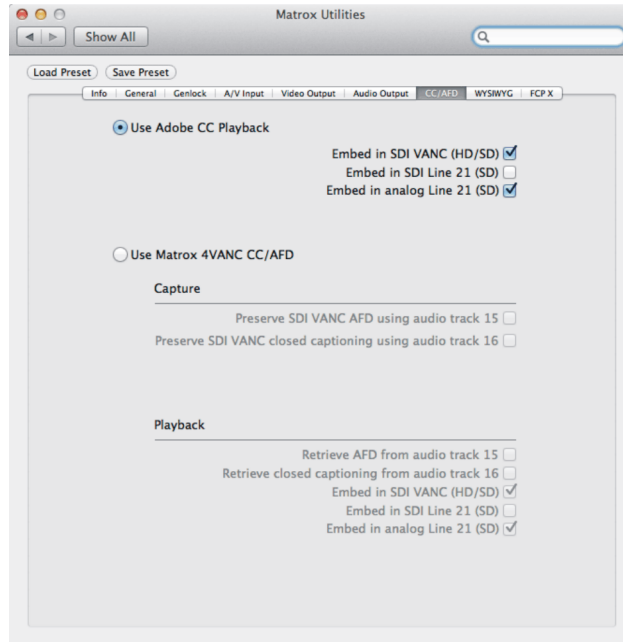 Matrox Utilities
Show All
Load Preset Save Preset
Info General Genlock A/V Input Video Output Audio Output CC/AFD WYSIWYG FCP X
Use Adobe CC Playback
Embed in SDI VANC (HD/SD)
Embed in SDI Line 21 (SD)
Embed in analog Line 21 (SD)
Use Matrox 4VANC CC/AFD
Capture
Preserve SDI VANC AFD using audio track 15
Preserve SDI VANC closed captioning using audio track 16
Playback
Retrieve AFD from audio track 15
Retrieve closed captioning from audio track 16
Embed in SDI VANC (HD/SD)
Embed in SDI Line 21 (SD)
Embed in analog Line 21 (SD)